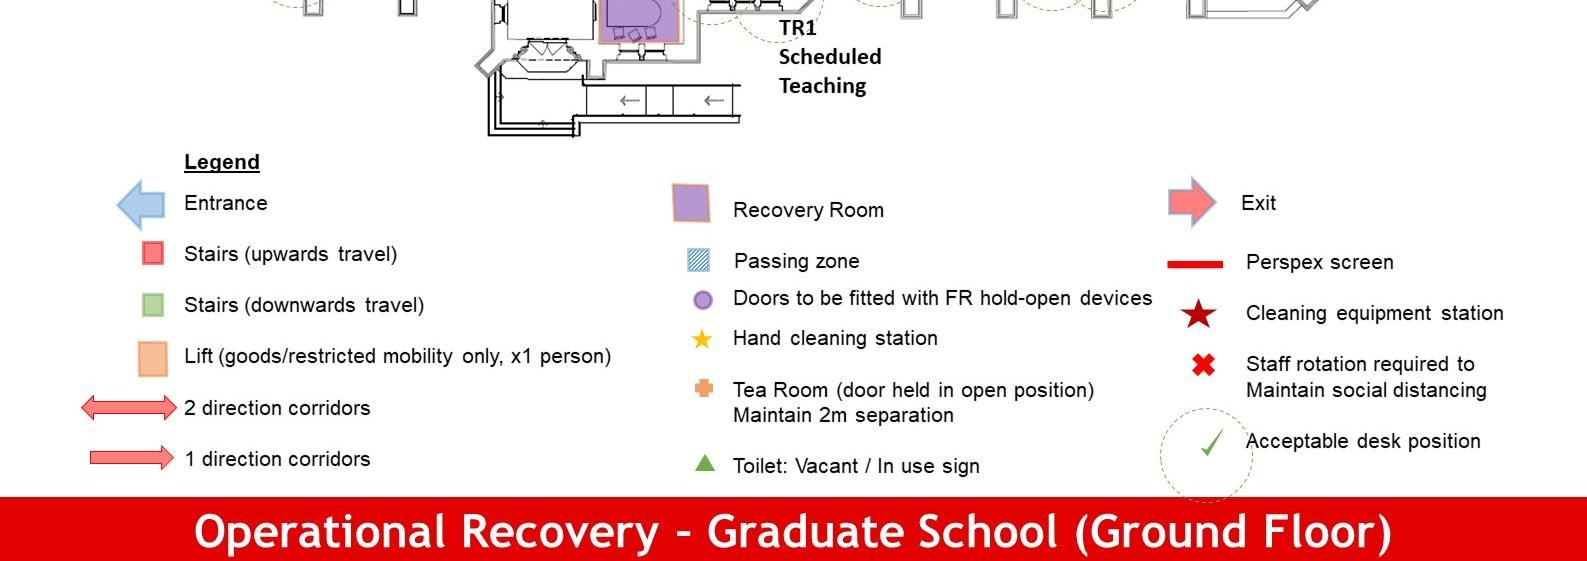 TR1
Scheduled
Teaching
Legend
Entrance
Stairs (upwards travel)
Stairs (downwards travel)
Lift (goods/restricted mobility only, x1 person)
2 direction corridors
1 direction corridors
Recovery Room
Passing zone
Doors to be fitted with FR hold-open devices
Hand cleaning station
Tea Room (door held in open position)
Maintain 2m separation
Toilet: Vacant / In use sign
Exit
Perspex screen
Cleaning equipment station
Staff rotation required to
Maintain social distancing
Acceptable desk position
Operational Recovery - Graduate School (Ground Floor)